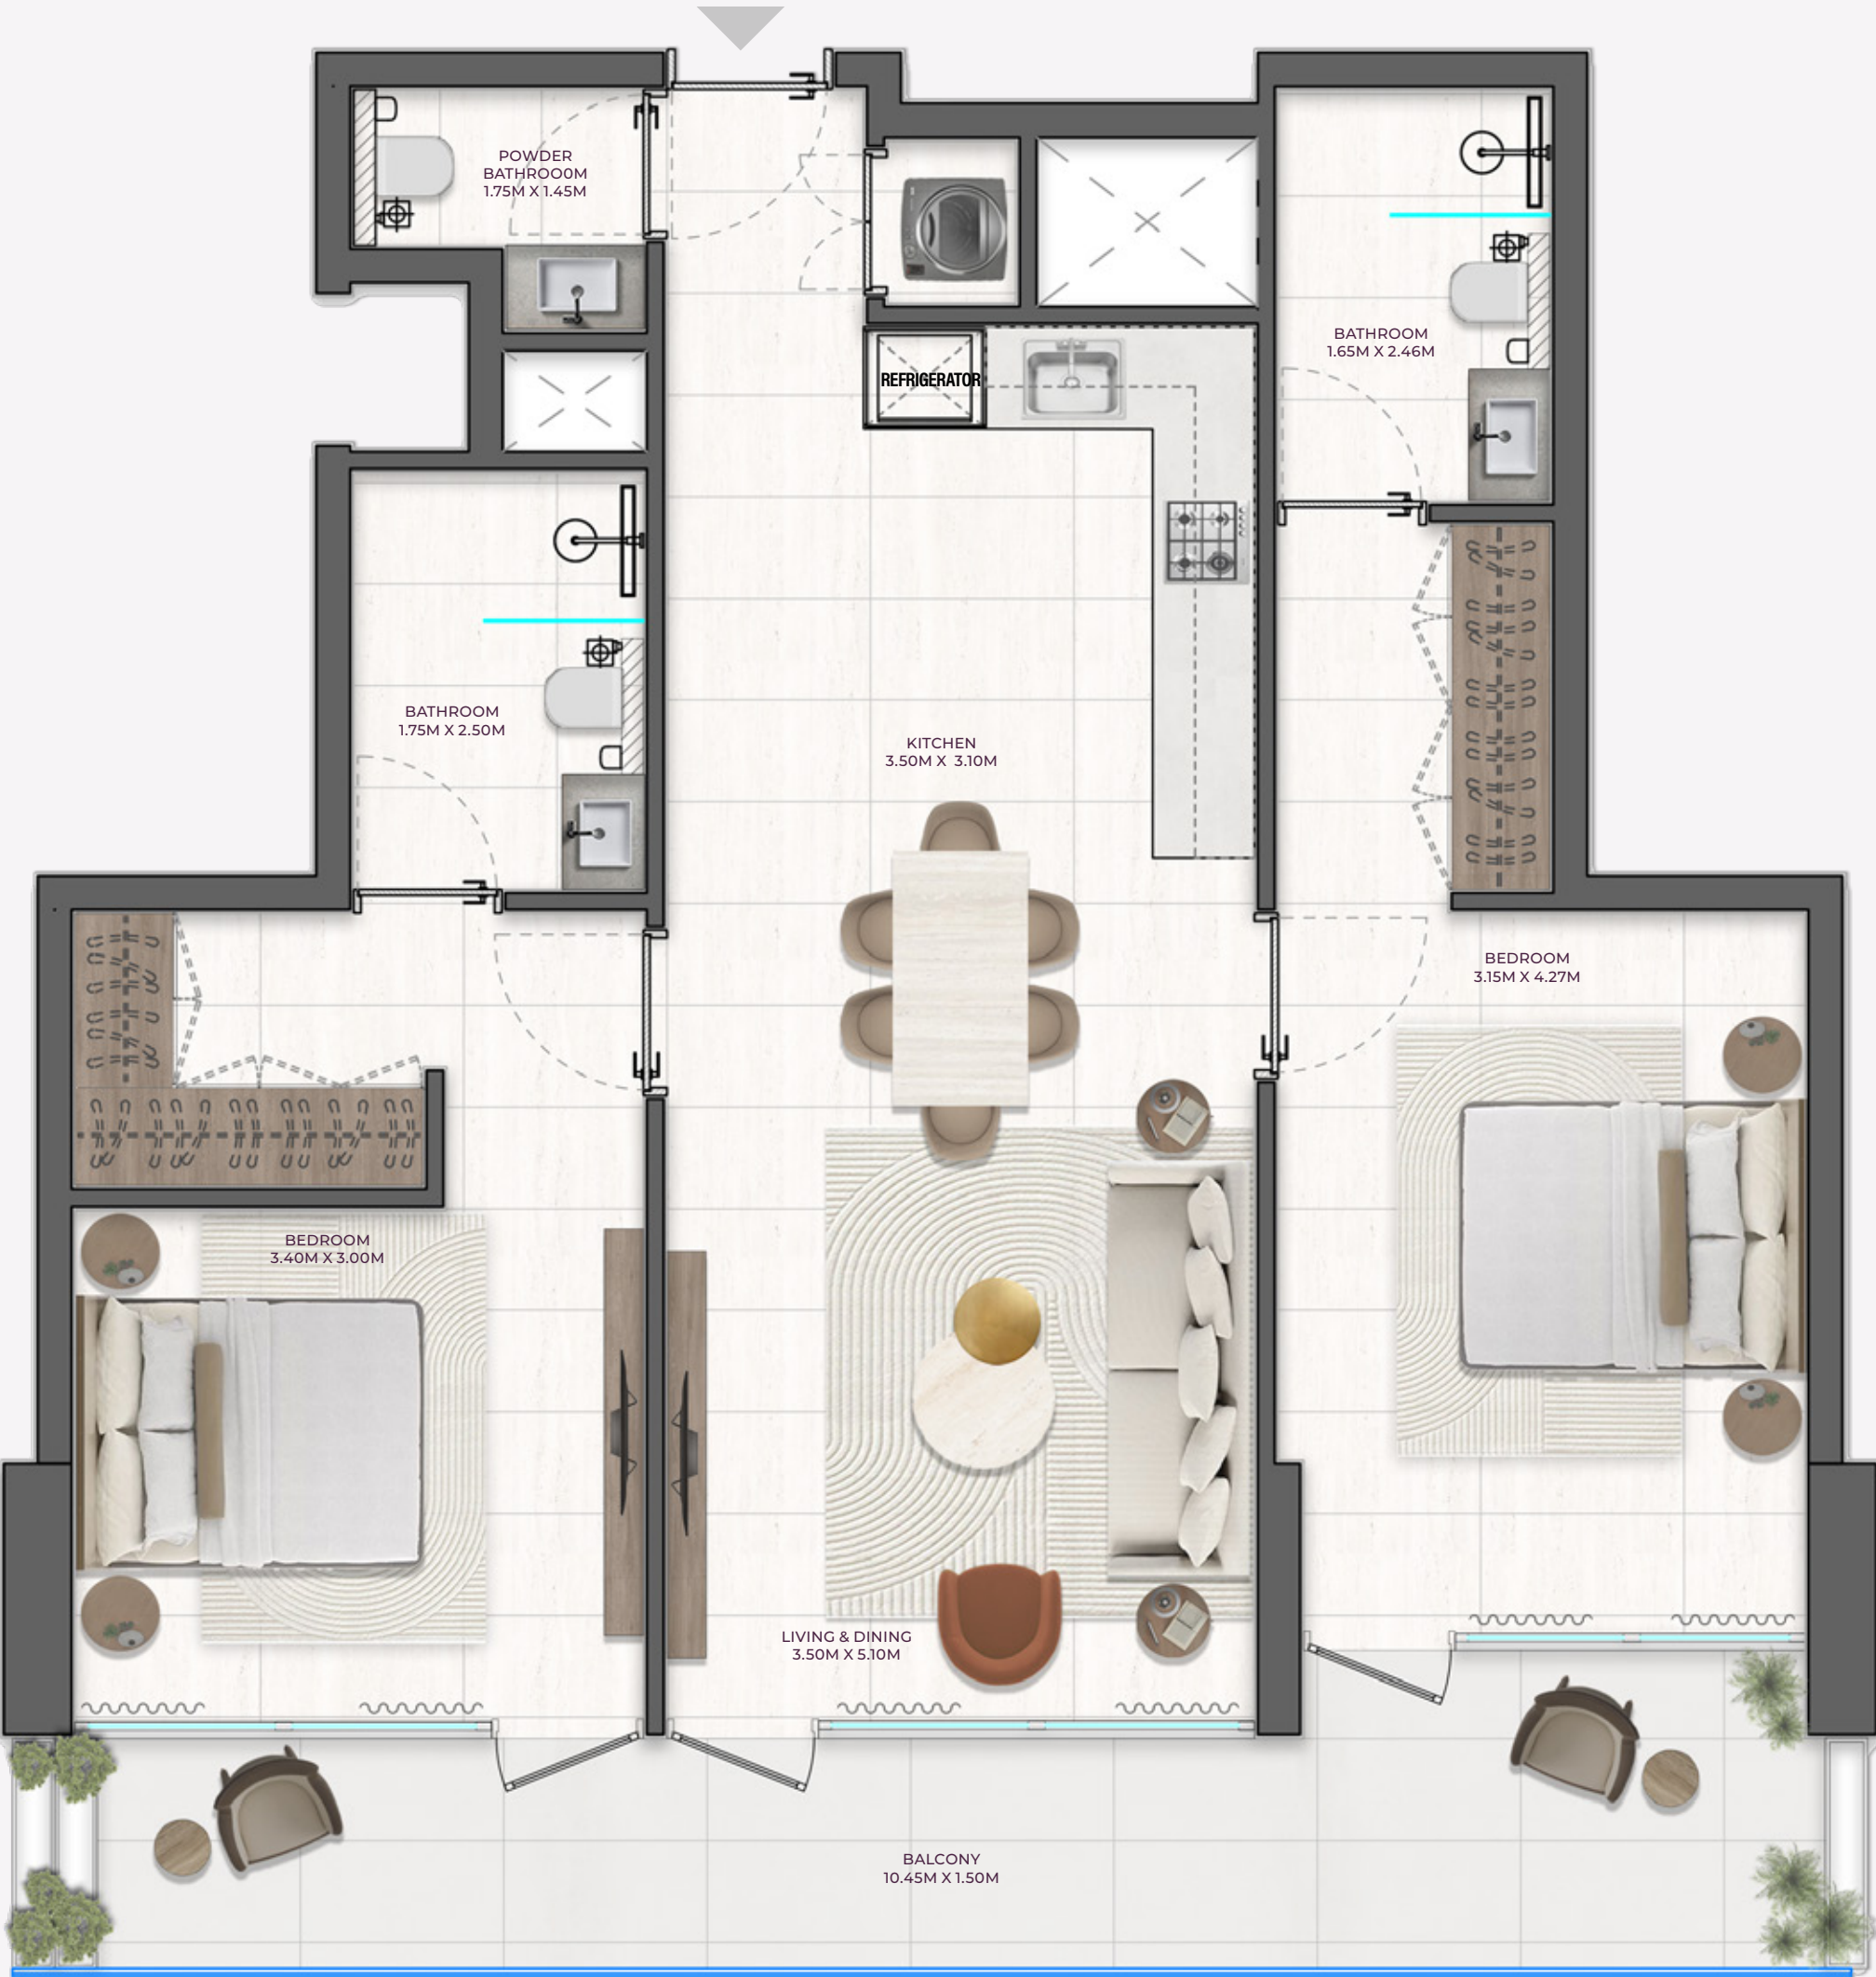 POWDER
BATHROO0M
1.75M X 1.45M
REFRIGERATOR
BATHROOM
1.65M X 2.46M
BATHROOM
1.75M X 2.50M
KITCHEN
3.50M X 3.10M
BEDROOM
3.15M X 4.27M
BEDROOM
3.40M X 3.00M
LIVING & DINING
3.50M X 5.10M
BALCONY
10.45M X 1.50M